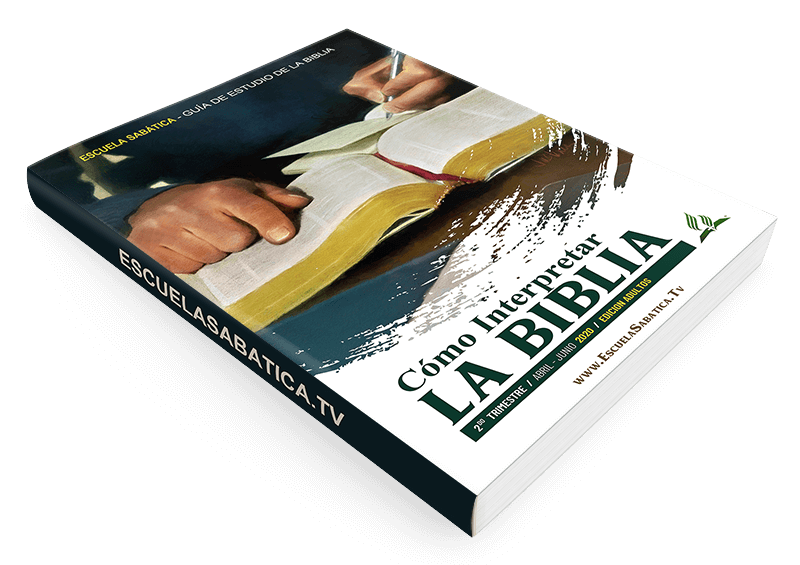 ESCUELA SABÁTICA - GUÍA DE ESTUDIO DE LA BIBLIA
Cómo Interpretar
LA BIBLIA
2DO TRIMESTRE / ABRIL - JUNIO 2020 / EDICION ADULTOS
www.EscuelaSabatica.Tv
ESCUELASABATICA.TV